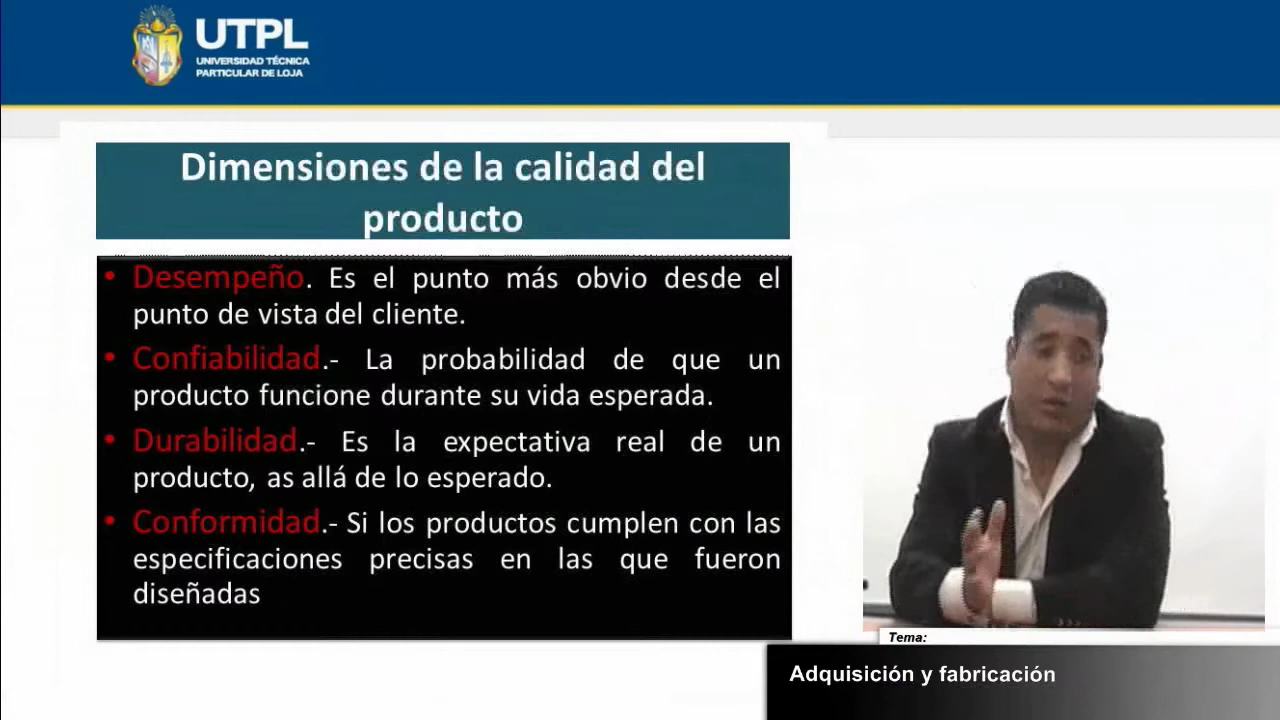 UTPL
UNIVERSIDAD TÉCNICA
PARTICULAR DE LOJA
Dimensiones de la calidad del
producto
• Desempeño. Es el punto más obvio desde el
punto de vista del cliente.
• Confiabilidad.- La probabilidad de que un
producto funcione durante su vida esperada.
• Durabilidad.- Es la expectativa real de un
producto, as allá de lo esperado.
• Conformidad.- Si los productos cumplen con las
especificaciones precisas en las que fueron
diseñadas
Tema:
Adquisición y fabricación